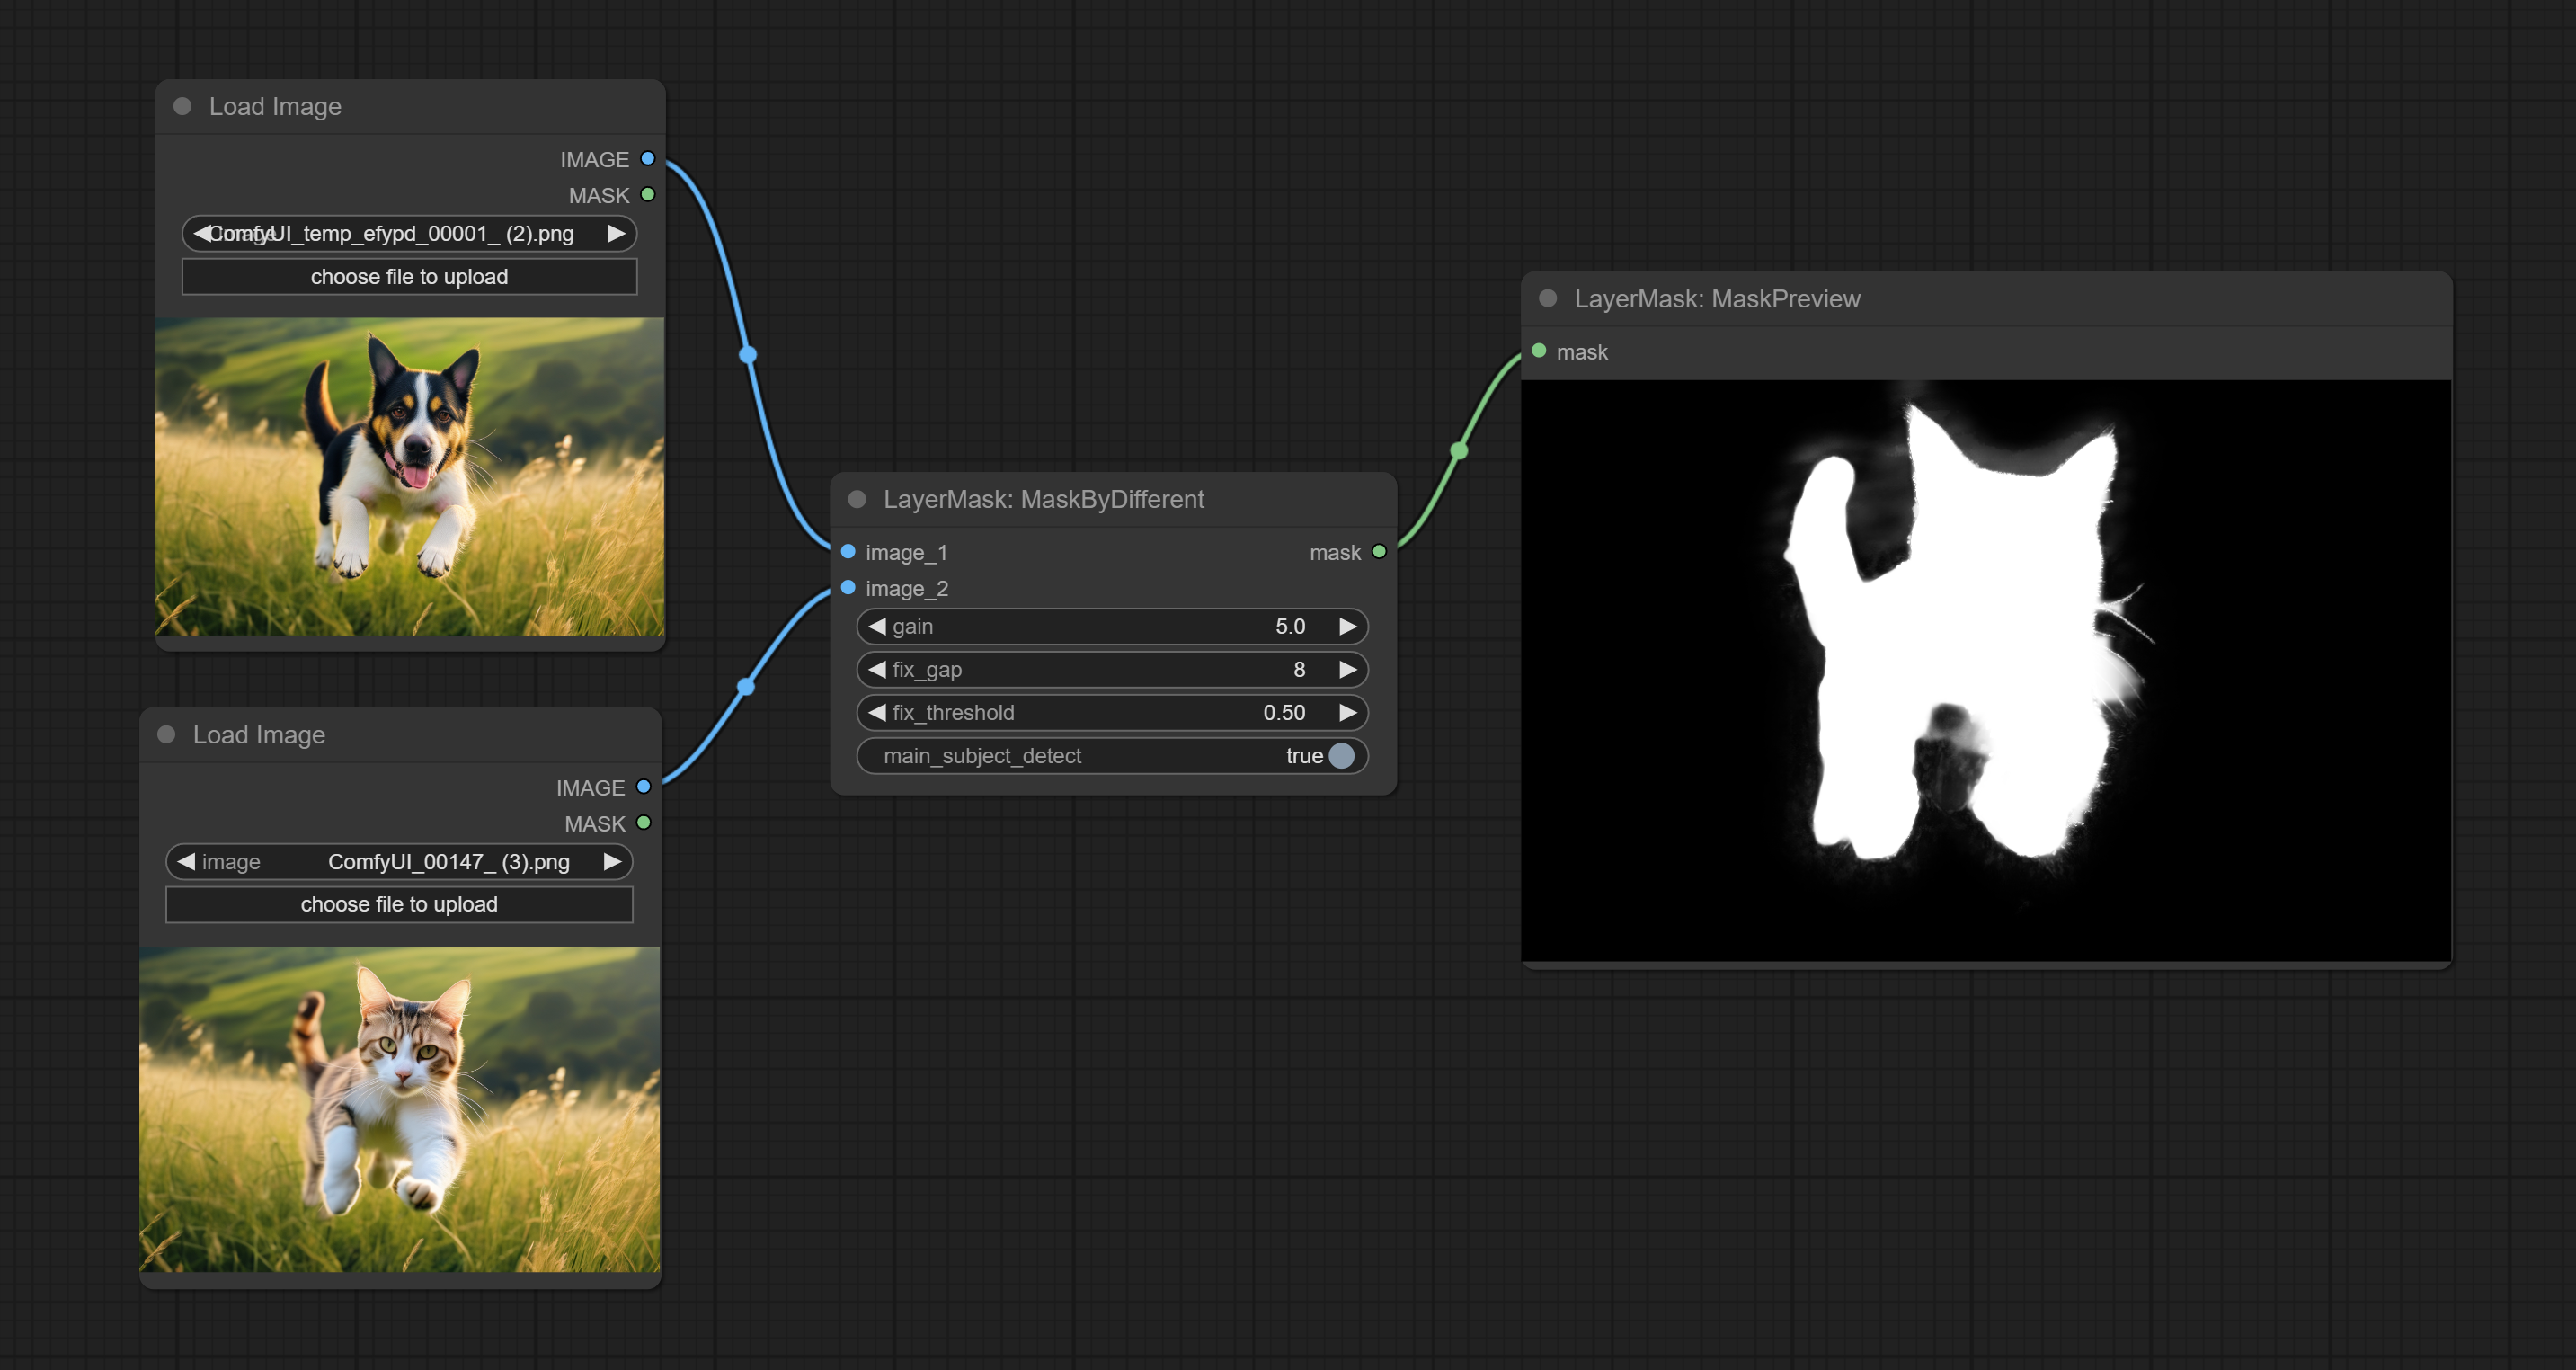 Load Image
IMAGE
MASK
ComfyUI_temp_efypd_00001_ (2).png
choose file to upload
Load Image
IMAGE
MASK
image ComfyUI_00147_ (3).png
choose file to upload
LayerMask: MaskByDifferent
image_1 mask
image_2
gain 5.0
fix_gap 8
fix_threshold 0.50
main_subject_detect true
LayerMask: MaskPreview
mask